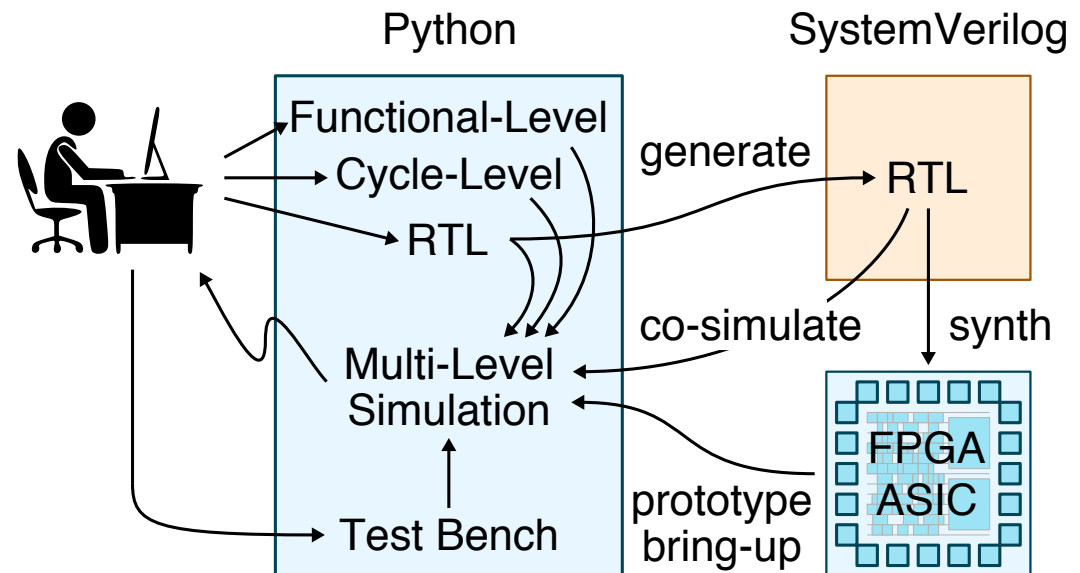 Python
SystemVerilog
Functional-Level
Cycle-Level
RTL
generate
RTL
co-simulate
synth
Multi-Level
Simulation
FPGA
ASIC
prototype
bring-up
Test Bench